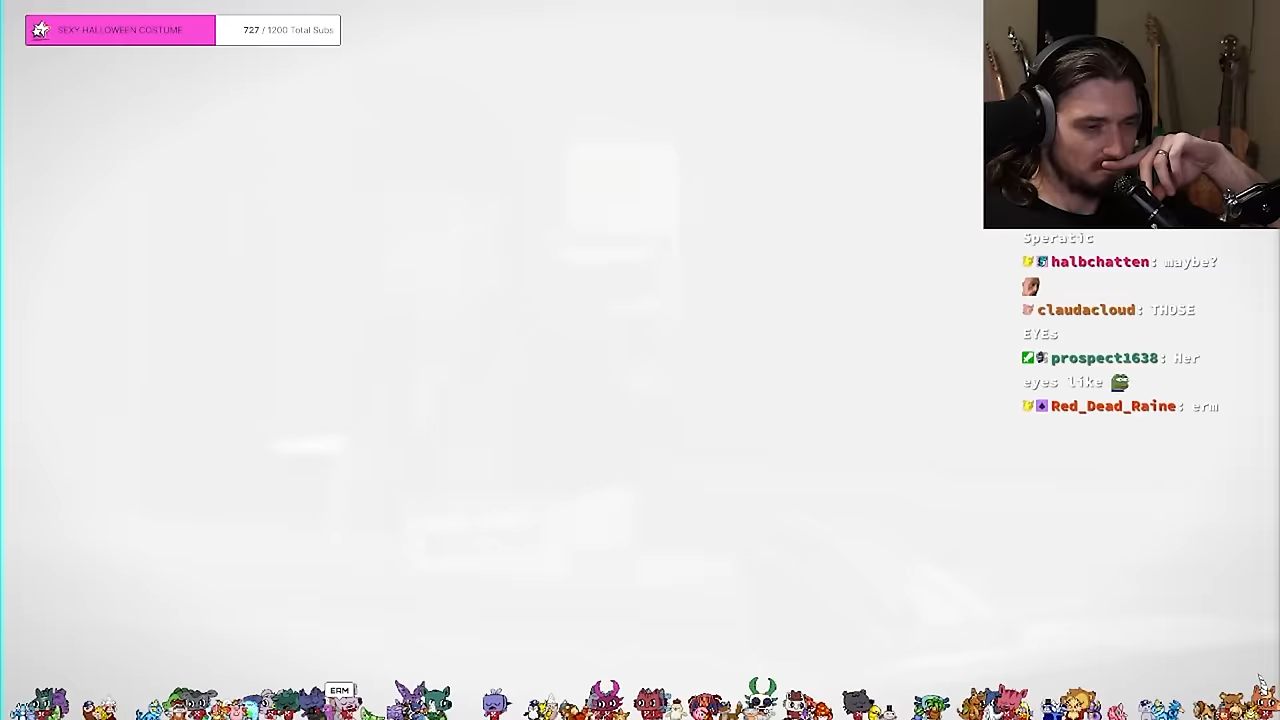 SEXY HALLOWEEN COSTUME
727 / 1200 Total Subs
Speratic
halbchatten: maybe?
claudacloud: THOSE
EYEs
prospect1638: Her
eyes like
Red_Dead_Raine: erm
ERM